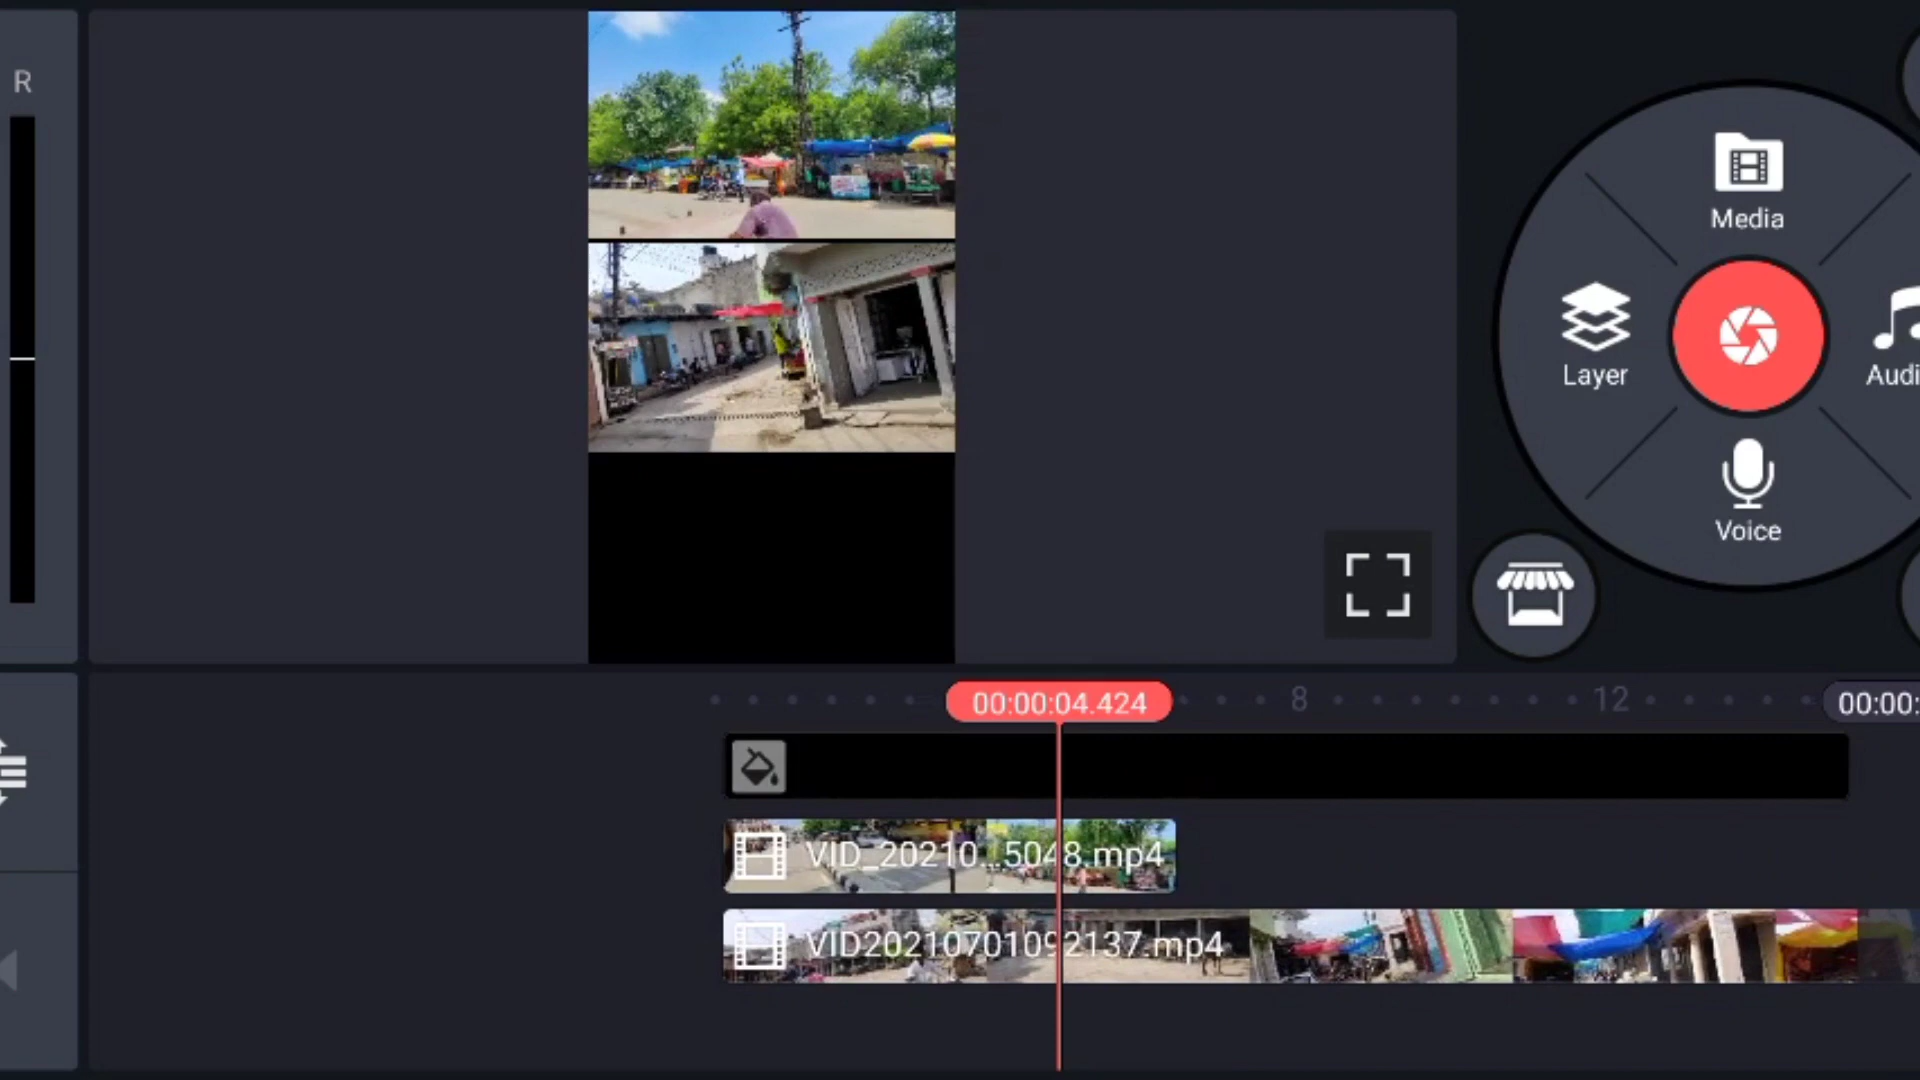 R
Media
Layer
Audi
Voice
00:00:04.424
8
12
00:00:
VID_20210...5048.mp4
VID20210701092137.mp4